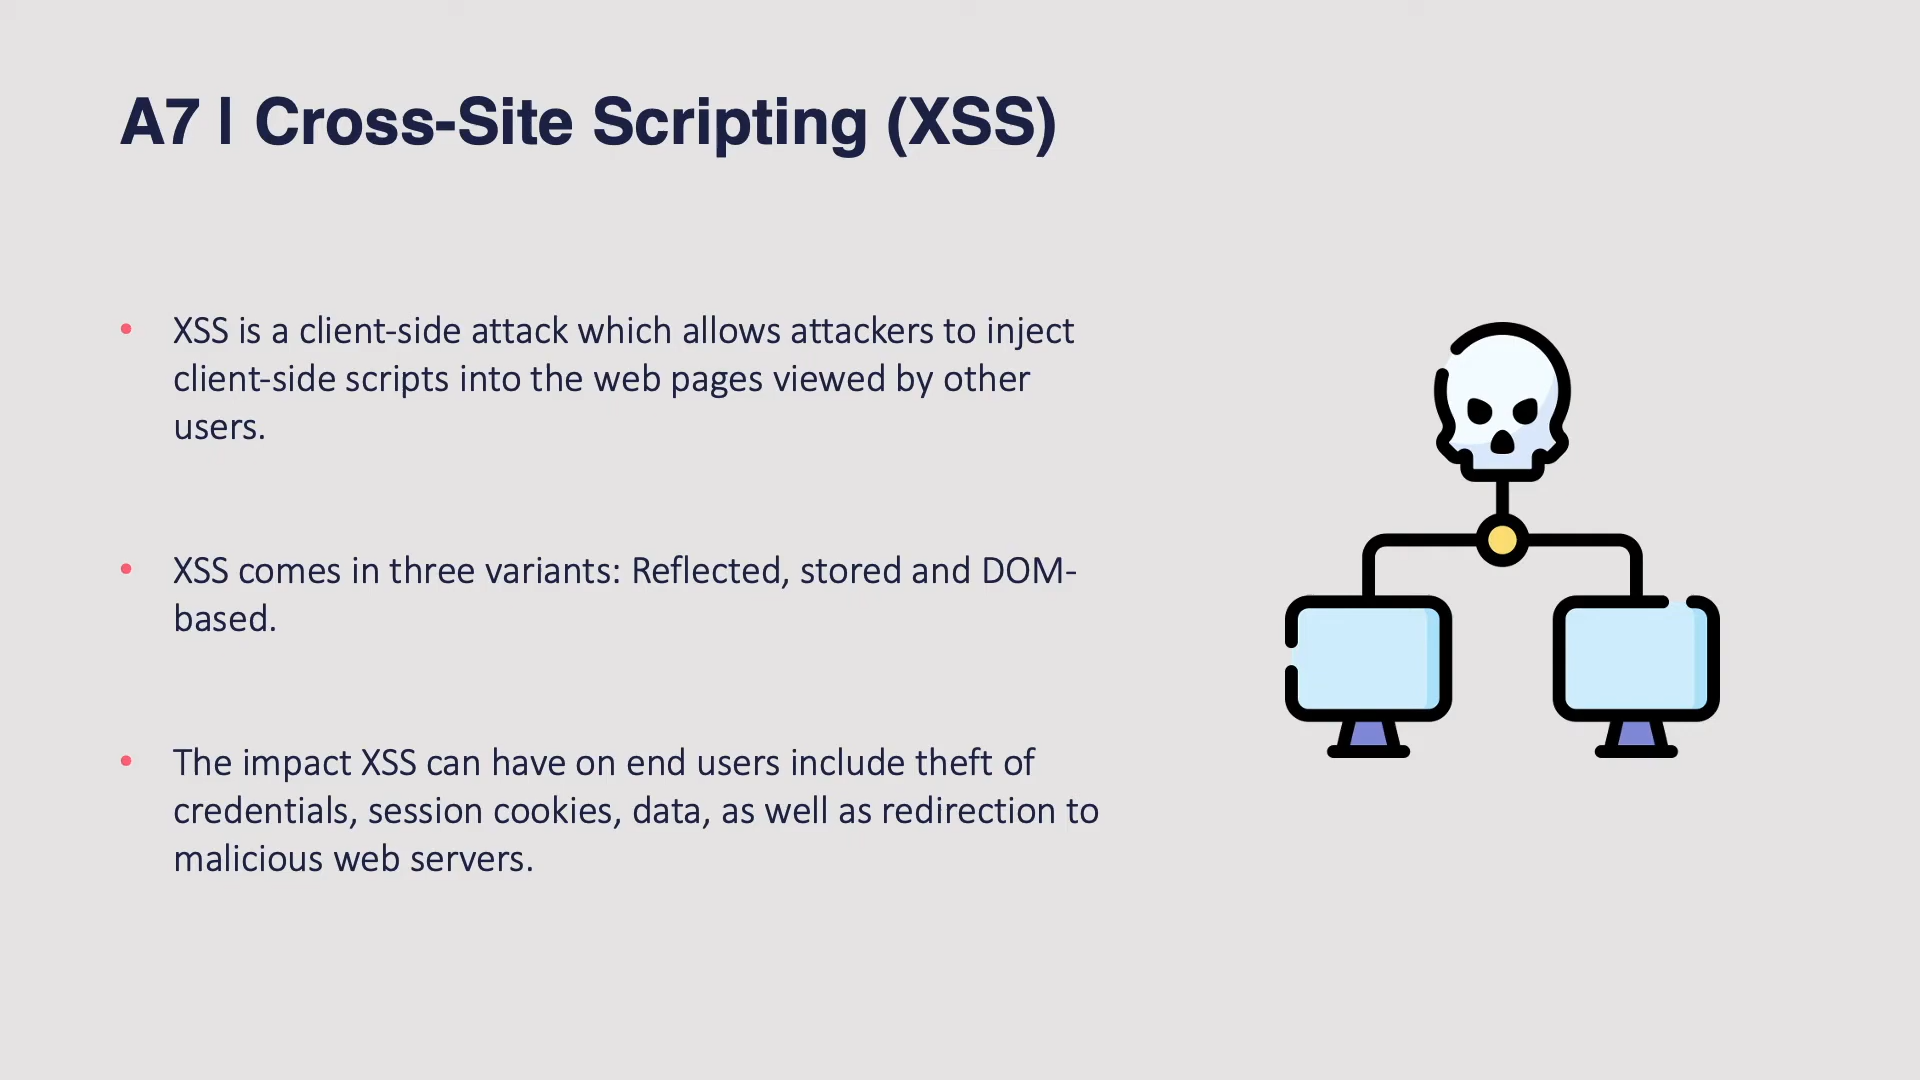 A7 | Cross-Site Scripting (XSS)
• XSS is a client-side attack which allows attackers to inject
client-side scripts into the web pages viewed by other
users.
• XSS comes in three variants: Reflected, stored and DOM-
based.
• The impact XSS can have on end users include theft of
credentials, session cookies, data, as well as redirection to
malicious web servers.